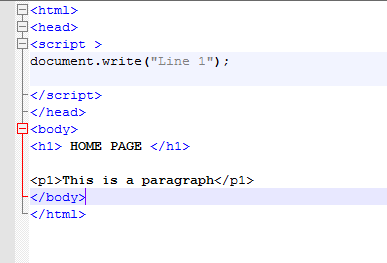 <html>
<head>
<script >
document.write("Line 1");
</script>
</head>
<body>
<h1> HOME PAGE </h1>
<p1>This is a paragraph</p1>
</body>
</html>